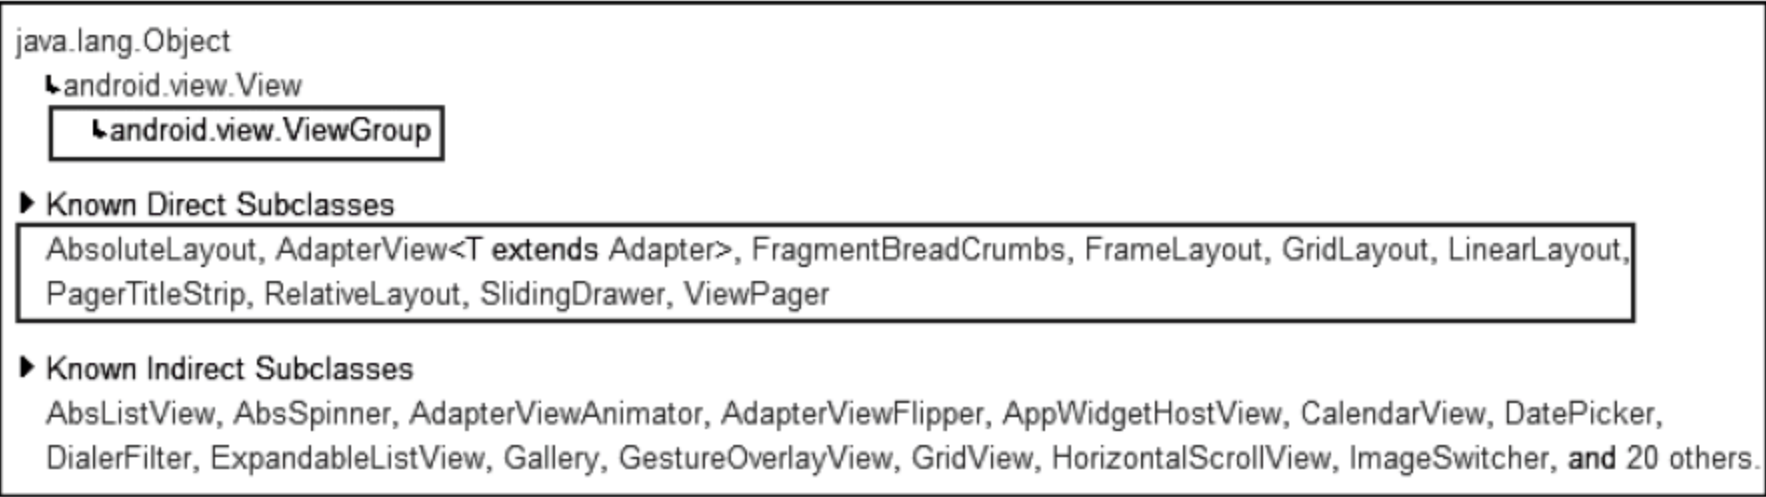 java.lang.Object
android.view.View
android.view.ViewGroup
Known Direct Subclasses
AbsoluteLayout, AdapterView<T extends Adapter>, FragmentBreadCrumbs, FrameLayout, GridLayout, LinearLayout,
PagerTitleStrip, RelativeLayout, SlidingDrawer, ViewPager
Known Indirect Subclasses
AbsListView, AbsSpinner, AdapterViewAnimator, AdapterViewFlipper, AppWidgetHostView, CalendarView, DatePicker,
DialerFilter, ExpandableListView, Gallery, GestureOverlayView, GridView, HorizontalScrollView, ImageSwitcher, and 20 others.